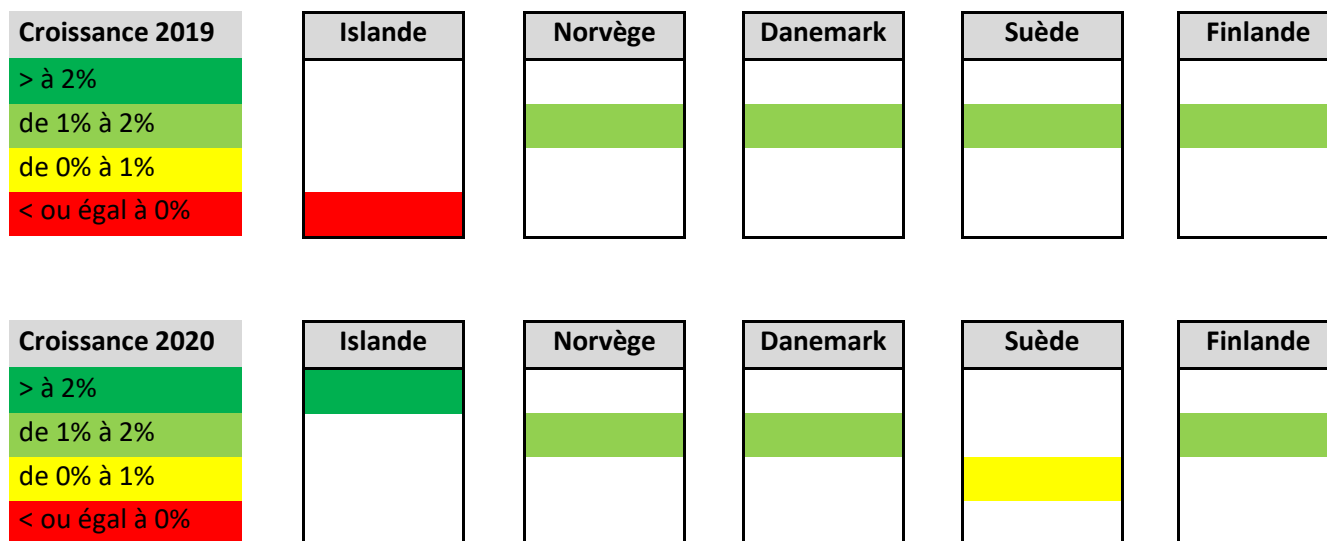 Croissance 2019 Islande Norvège Danemark Suède Finlande
> à 2%
de 1% à 2%
de 0% à 1%
< ou égal à 0%
Croissance 2020 Islande Norvège Danemark Suède Finlande
> à 2%
de 1% à 2%
de 0% à 1%
< ou égal à 0%